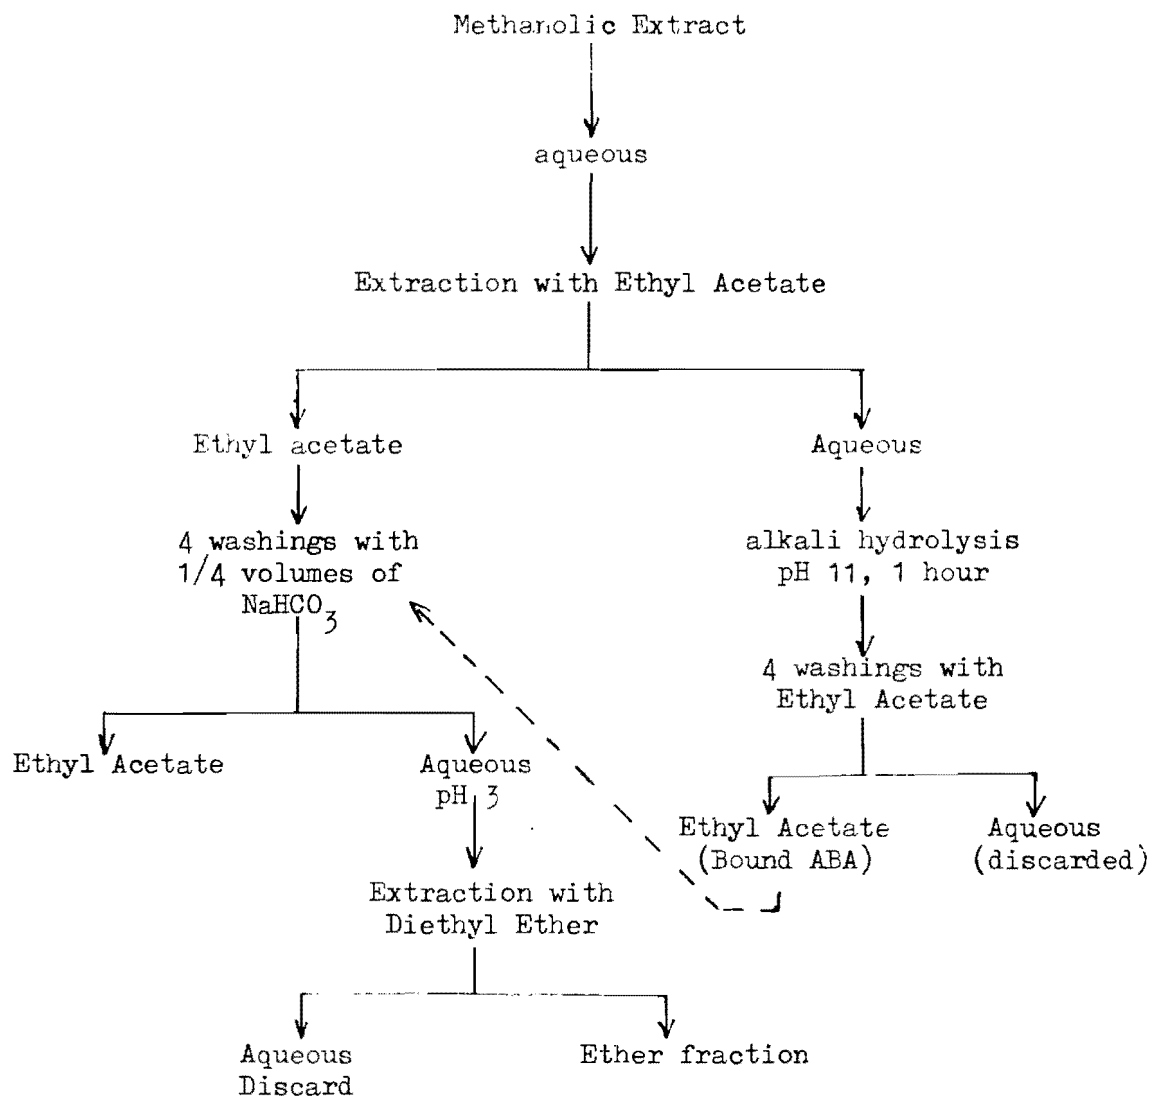 Methanolic Extract
aqueous
Extraction with Ethyl Acetate
Ethyl acetate
Aqueous
4 washings with
1/4 volumes of
NaHCO3
alkali hydrolysis
pH 11, 1 hour
4 washings with
Ethyl Acetate
Ethyl Acetate
Aqueous
pH 3
Ethyl Acetate
(Bound ABA)
Aqueous
(discarded)
Extraction with
Diethyl Ether
Aqueous
Discard
Ether fraction